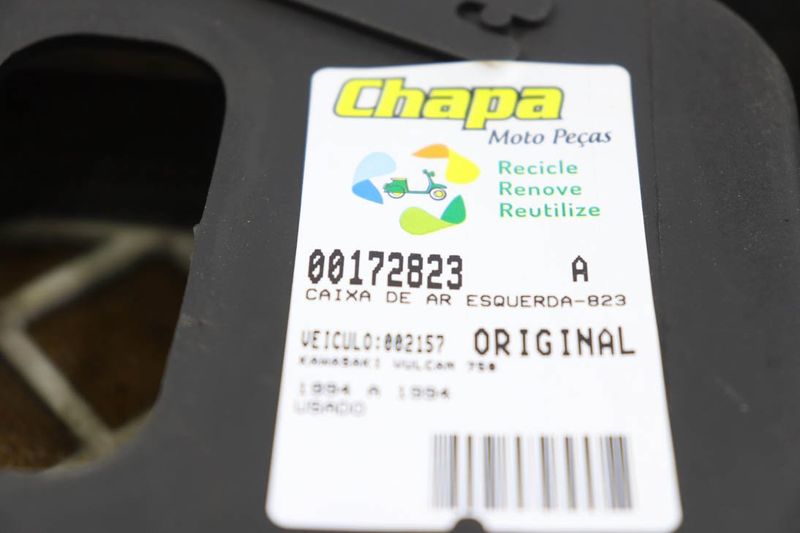 Chapa
Moto Peças
Recicle
Renove
Reutilize
00172823 A
CAIXA DE AR ESQUERDA-823
VEICULO:002157 ORIGINAL
KAWASAKI VULCAN 750
1994 A 1994
USADO